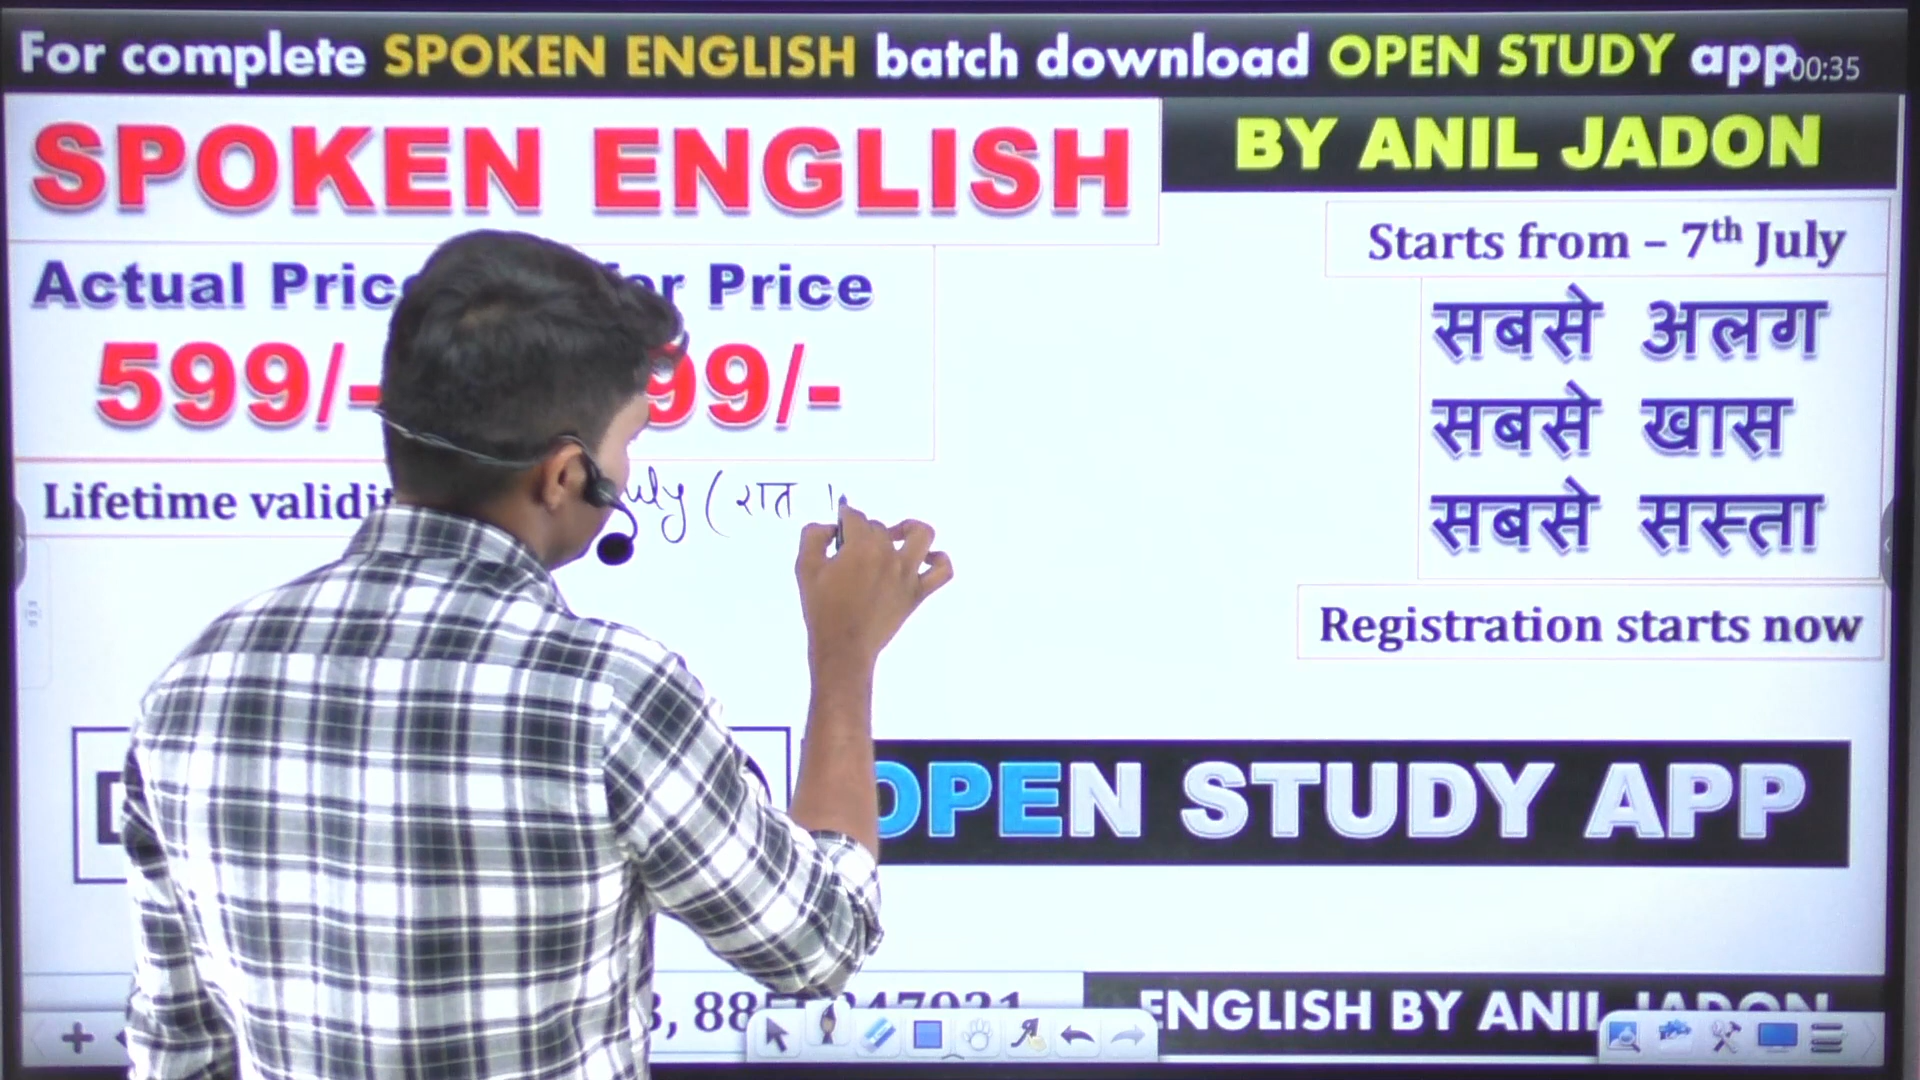 For complete SPOKEN ENGLISH batch download OPEN STUDY app
00:35
SPOKEN ENGLISH
BY ANIL JADON
Starts from – 7th July
Actual Price Price
599/- 99/-
सबसे अलग
सबसे खास
सबसे सस्ता
Lifetime
(रात
Registration starts now
OPEN STUDY APP
ENGLISH BY ANIL JADON